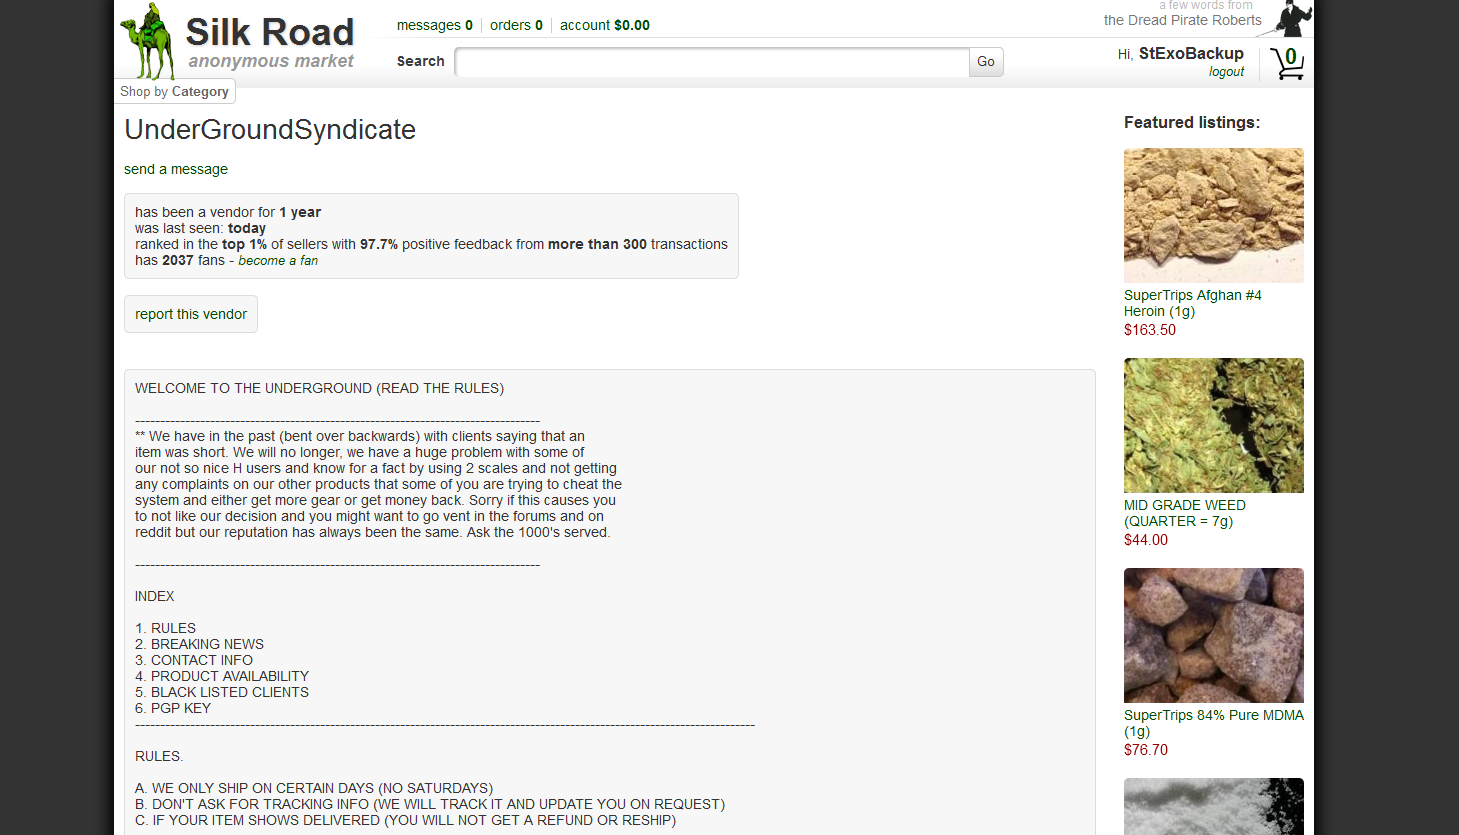 Silk Road
anonymous market
messages 0
orders 0
account $0.00
a few words from
the Dread Pirate Roberts
Search
Go
Hi, StExoBackup
logout
0
Shop by Category
UnderGroundSyndicate
send a message
has been a vendor for 1 year
was last seen: today
ranked in the top 1% of sellers with 97.7% positive feedback from more than 300 transactions
has 2037 fans - become a fan
report this vendor
WELCOME TO THE UNDERGROUND (READ THE RULES)
---------------------------------------------------------------------------------
** We have in the past (bent over backwards) with clients saying that an
item was short. We will no longer, we have a huge problem with some of
our not so nice H users and know for a fact by using 2 scales and not getting
any complaints on our other products that some of you are trying to cheat the
system and either get more gear or get money back. Sorry if this causes you
to not like our decision and you might want to go vent in the forums and on
reddit but our reputation has always been the same. Ask the 1000's served.
---------------------------------------------------------------------------------
INDEX
1. RULES
2. BREAKING NEWS
3. CONTACT INFO
4. PRODUCT AVAILABILITY
5. BLACK LISTED CLIENTS
6. PGP KEY
----------------------------------------------------------------------------------------------------------------------------
RULES.
A. WE ONLY SHIP ON CERTAIN DAYS (NO SATURDAYS)
B. DON'T ASK FOR TRACKING INFO (WE WILL TRACK IT AND UPDATE YOU ON REQUEST)
C. IF YOUR ITEM SHOWS DELIVERED (YOU WILL NOT GET A REFUND OR RESHIP)
Featured listings:
SuperTrips Afghan #4
Heroin (1g)
$163.50
MID GRADE WEED
(QUARTER = 7g)
$44.00
SuperTrips 84% Pure MDMA
(1g)
$76.70